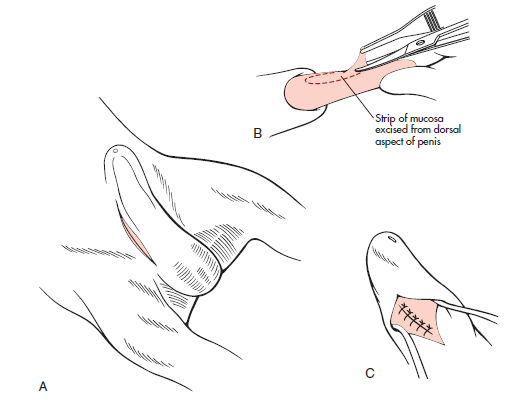 B
Strip of mucosa
excised from dorsal
aspect of penis
A
C